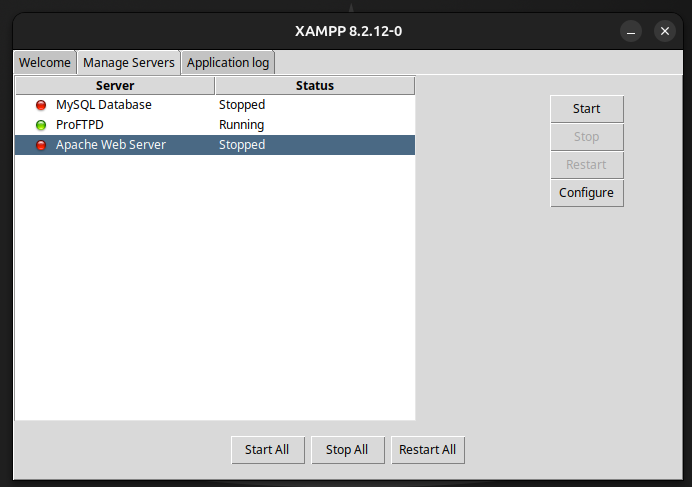 XAMPP 8.2.12-0
Welcome Manage Servers Application log
Server Status
MySQL Database Stopped
ProFTPD Running
Apache Web Server Stopped
Start
Stop
Restart
Configure
Start All Stop All Restart All